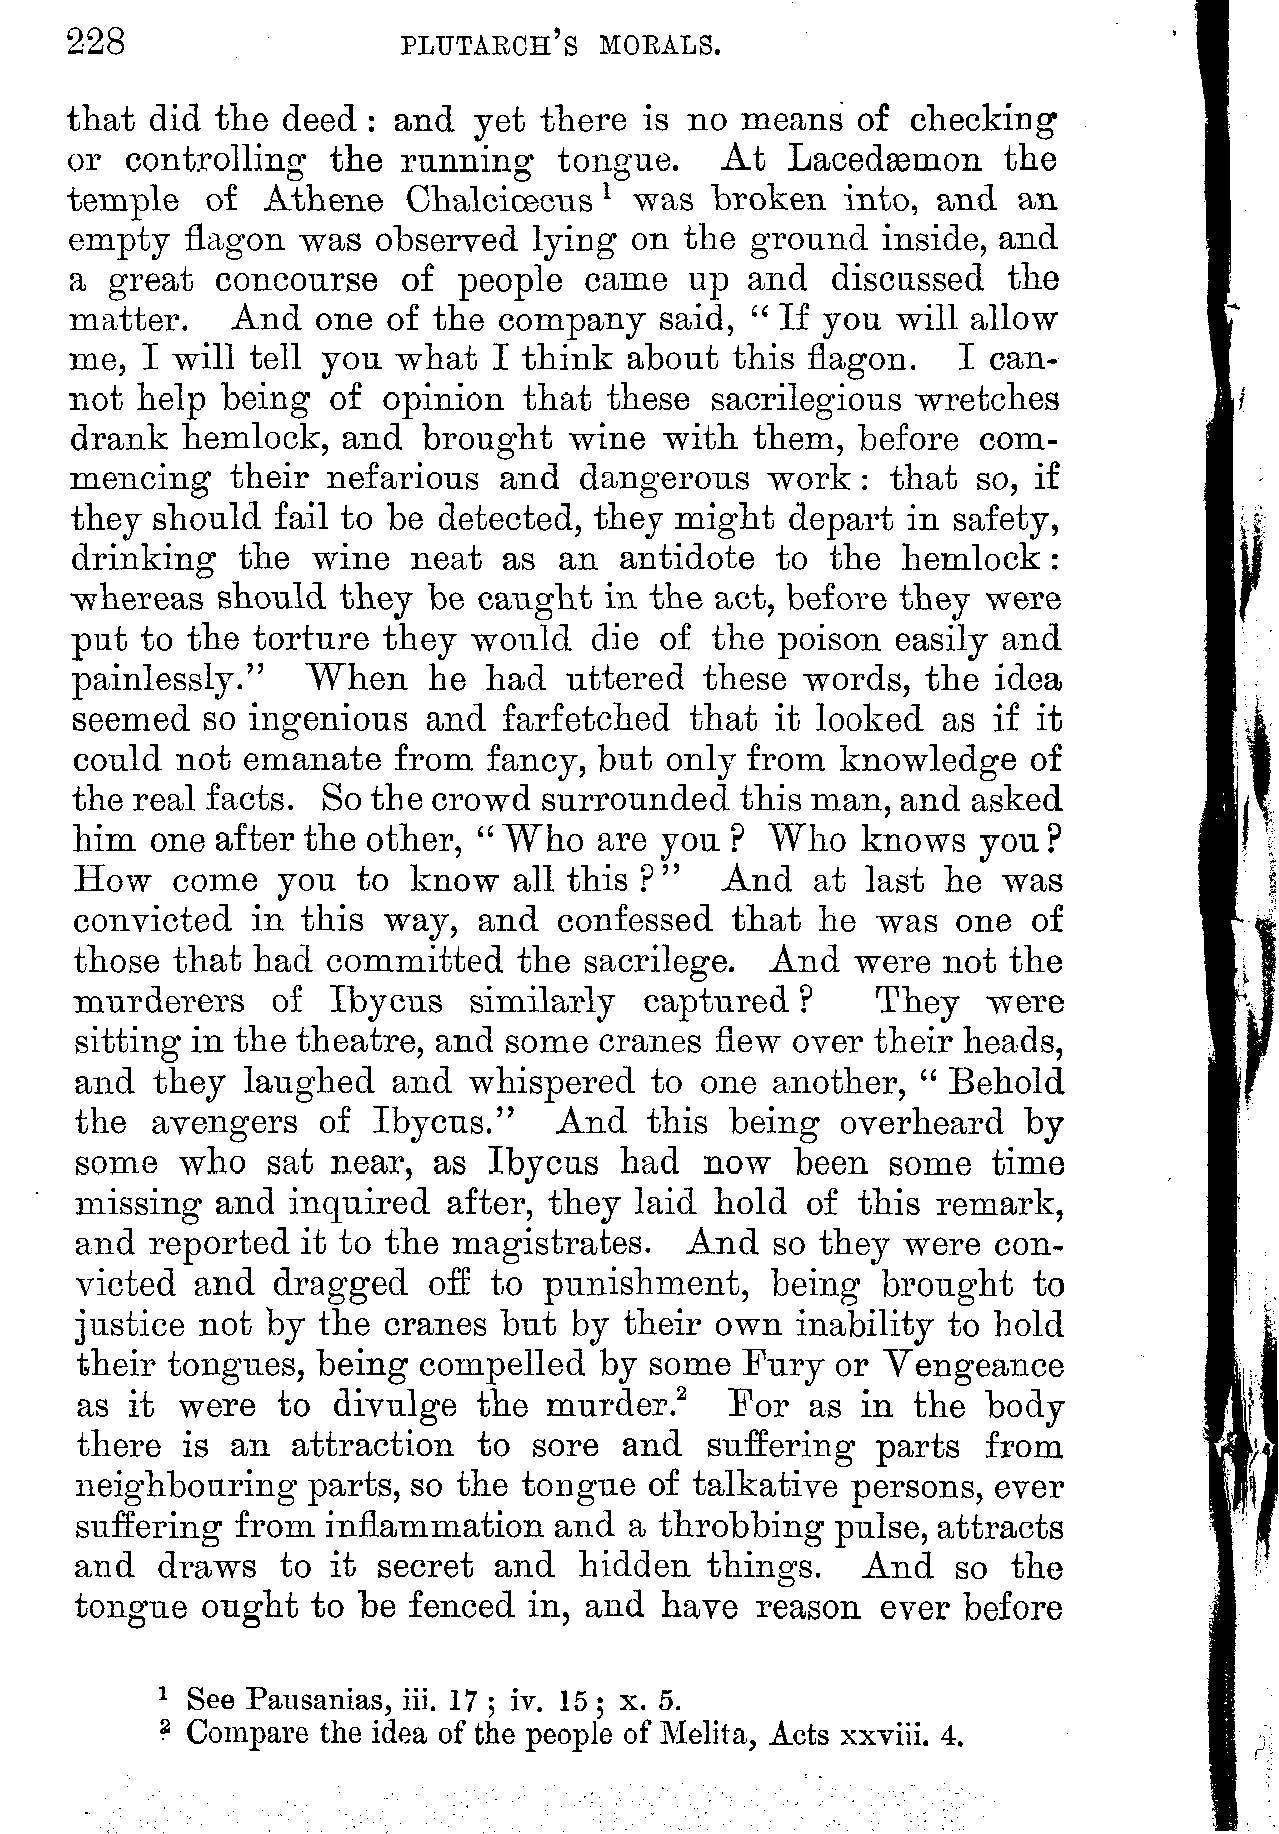 228 PLUTARCH'S MORALS.
that did the deed : and yet there is no means of checking
or controlling the running tongue. At Lacedæmon the
temple of Athene Chalciœcus ¹ was broken into, and an
empty flagon was observed lying on the ground inside, and
a great concourse of people came up and discussed the
matter. And one of the company said, “ If you will allow
me, I will tell you what I think about this flagon. I can-
not help being of opinion that these sacrilegious wretches
drank hemlock, and brought wine with them, before com-
mencing their nefarious and dangerous work : that so, if
they should fail to be detected, they might depart in safety,
drinking the wine neat as an antidote to the hemlock :
whereas should they be caught in the act, before they were
put to the torture they would die of the poison easily and
painlessly.” When he had uttered these words, the idea
seemed so ingenious and farfetched that it looked as if it
could not emanate from fancy, but only from knowledge of
the real facts. So the crowd surrounded this man, and asked
him one after the other, “ Who are you ? Who knows you ?
How come you to know all this ?” And at last he was
convicted in this way, and confessed that he was one of
those that had committed the sacrilege. And were not the
murderers of Ibycus similarly captured ? They were
sitting in the theatre, and some cranes flew over their heads,
and they laughed and whispered to one another, “ Behold
the avengers of Ibycus.” And this being overheard by
some who sat near, as Ibycus had now been some time
missing and inquired after, they laid hold of this remark,
and reported it to the magistrates. And so they were con-
victed and dragged off to punishment, being brought to
justice not by the cranes but by their own inability to hold
their tongues, being compelled by some Fury or Vengeance
as it were to divulge the murder.² For as in the body
there is an attraction to sore and suffering parts from
neighbouring parts, so the tongue of talkative persons, ever
suffering from inflammation and a throbbing pulse, attracts
and draws to it secret and hidden things. And so the
tongue ought to be fenced in, and have reason ever before
¹ See Pausanias, iii. 17 ; iv. 15 ; x. 5.
² Compare the idea of the people of Melita, Acts xxviii. 4.